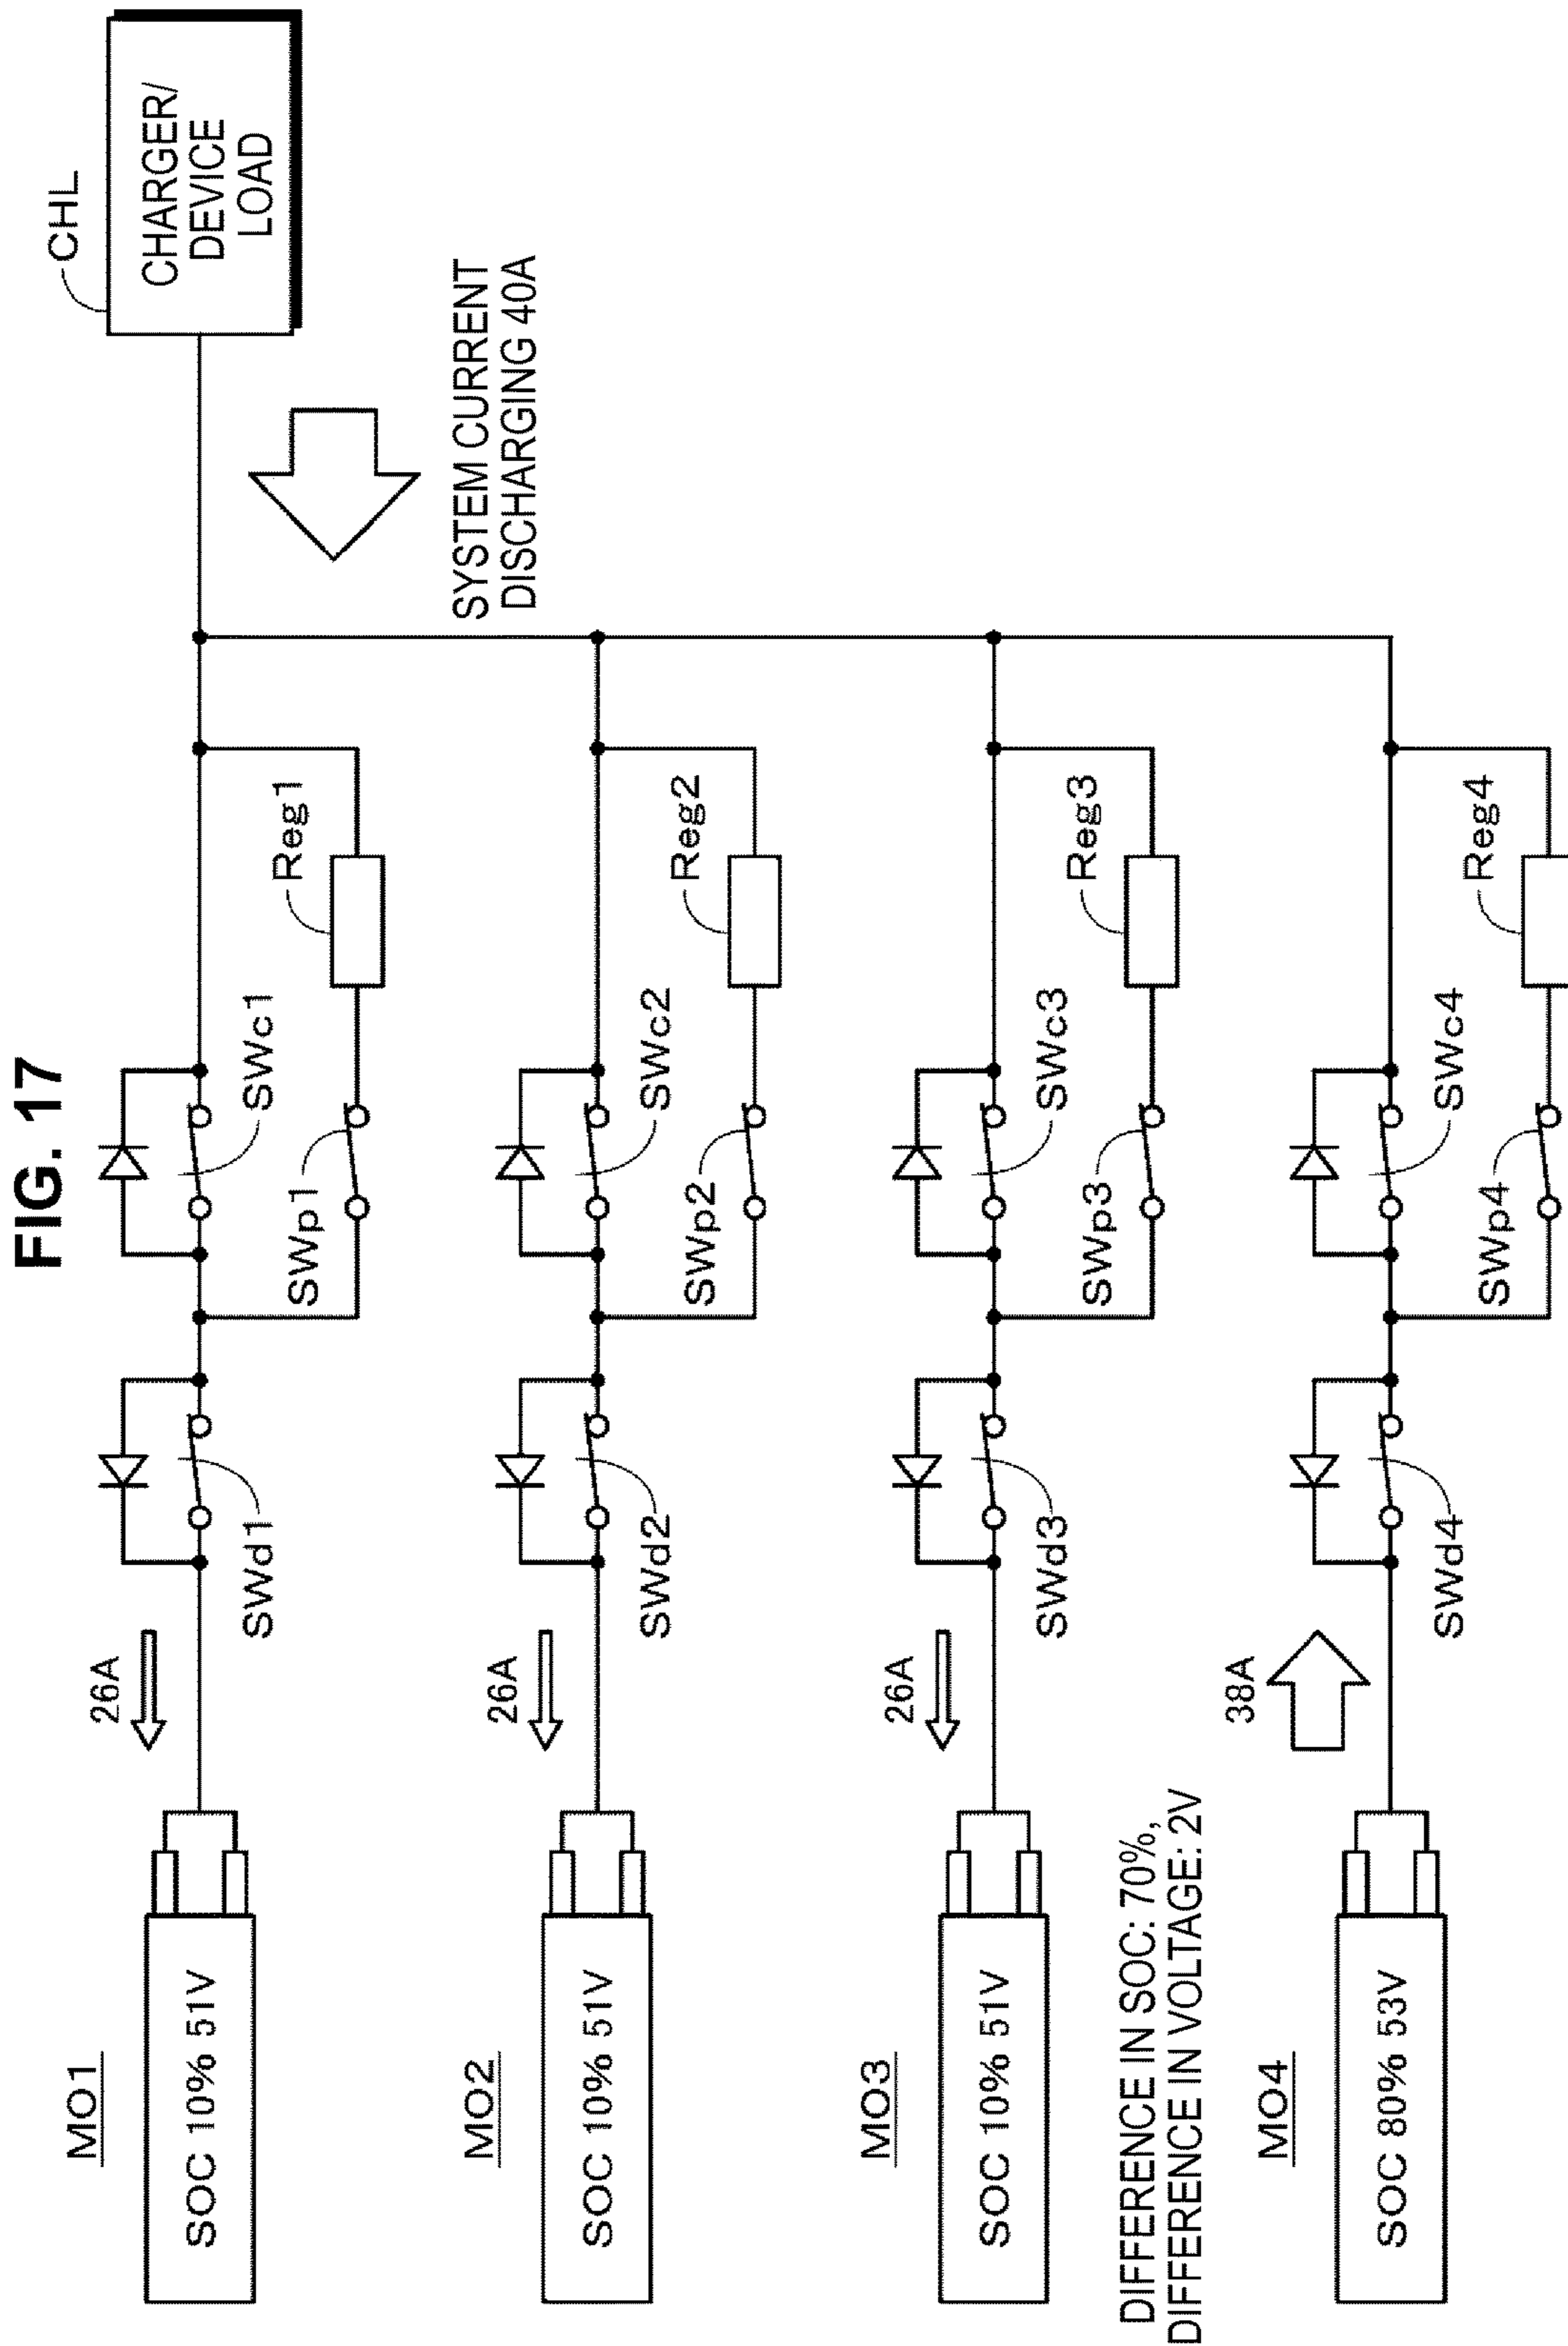 FIG. 17
CHL
CHARGER/
DEVICE
LOAD
SYSTEM CURRENT
DISCHARGING 40A
MO1
SOC 10% 51V
26A
SWd1
SWc1
SWp1
Reg1
MO2
SOC 10% 51V
26A
SWd2
SWc2
SWp2
Reg2
MO3
SOC 10% 51V
26A
SWd3
SWc3
SWp3
Reg3
DIFFERENCE IN SOC: 70%,
DIFFERENCE IN VOLTAGE: 2V
MO4
SOC 80% 53V
38A
SWd4
SWc4
SWp4
Reg4